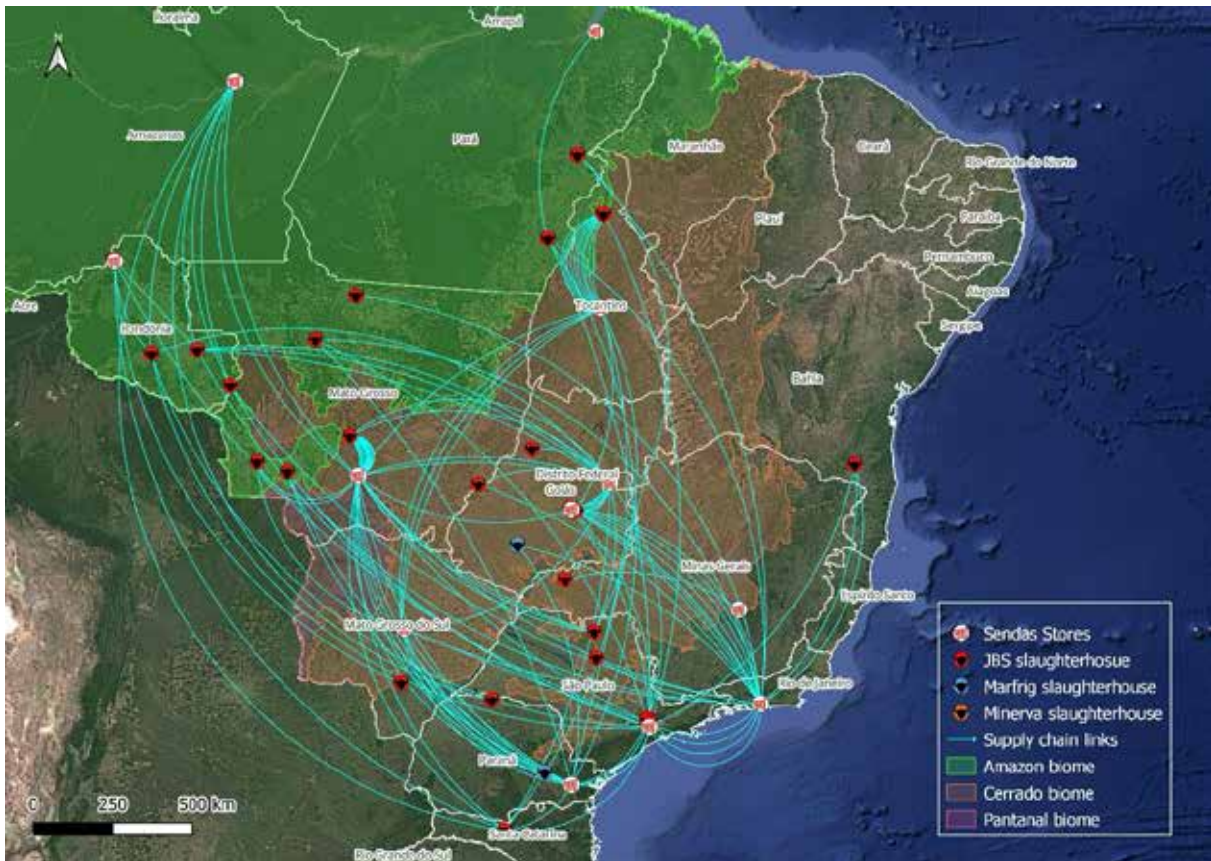 Roraima
Amapá
N
Amazonas
Pará
Maranhão
Ceará
Rio Grande do Norte
Paraíba
Piauí
Pernambuco
Acre
Tocantins
Alagoas
Rondônia
Sergipe
Bahia
Mato Grosso
Distrito Federal
Goiás
Minas Gerais
Espírito Santo
Mato Grosso do Sul
São Paulo
Rio de Janeiro
Paraná
Santa Catarina
Rio Grande do Sul
0 250 500 km
Sendas Stores
JBS slaughterhosue
Marfrig slaughterhouse
Minerva slaughterhouse
Supply chain links
Amazon biome
Cerrado biome
Pantanal biome